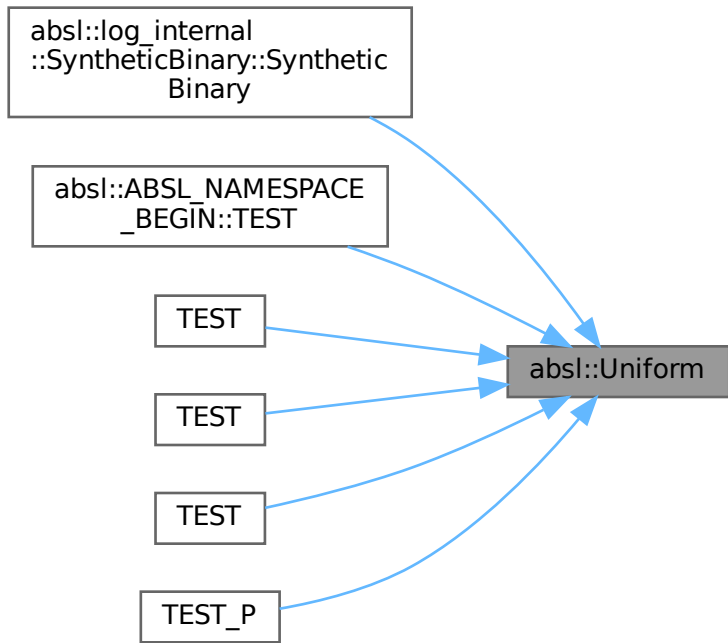 absl::log_internal
::SyntheticBinary::Synthetic
Binary
absl::ABSL_NAMESPACE
_BEGIN::TEST
TEST
TEST
TEST
TEST_P
absl::Uniform